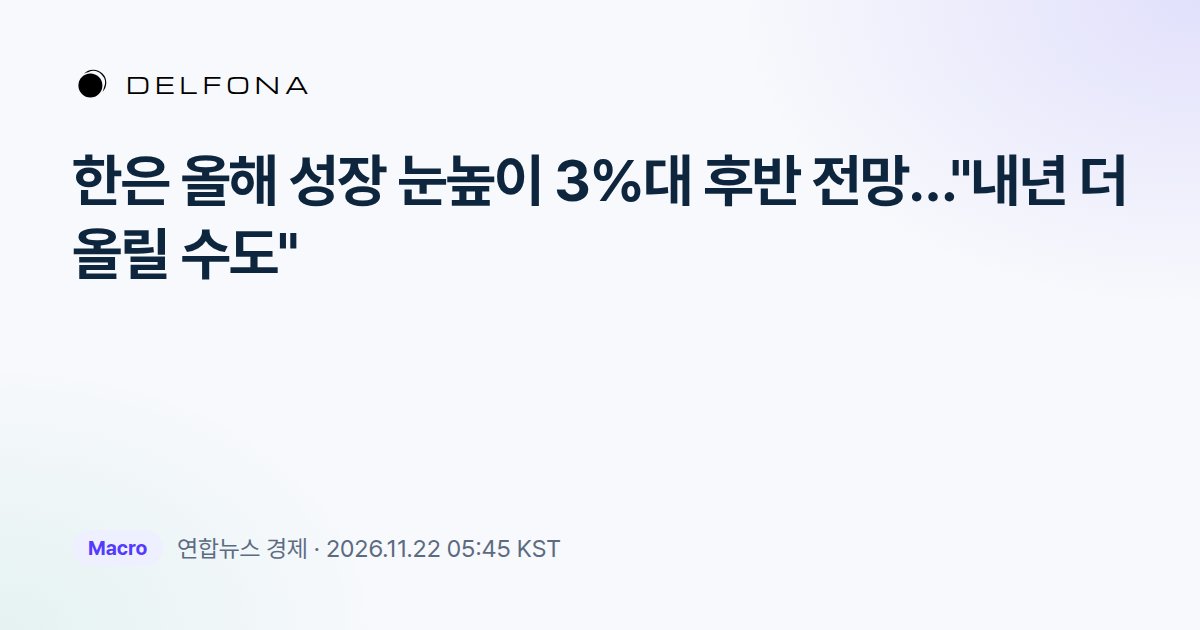 DELFONA
한은 올해 성장 눈높이 3%대 후반 전망..."내년 더
올릴 수도"
Macro 연합뉴스 경제 · 2026.11.22 05:45 KST